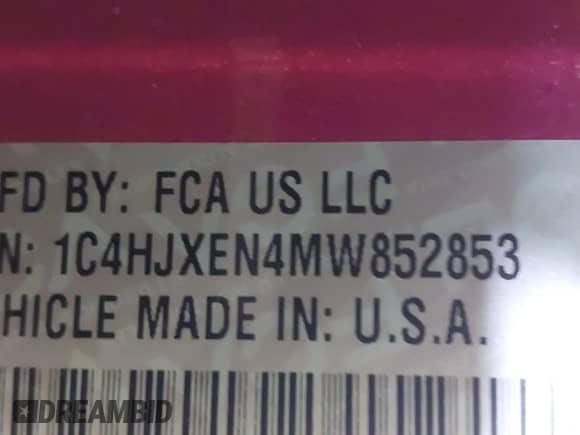 FD BY: FCA US LLC
N: 1C4HJXEN4MW852853
HICLE MADE IN: U.S.A.
DREAMBID